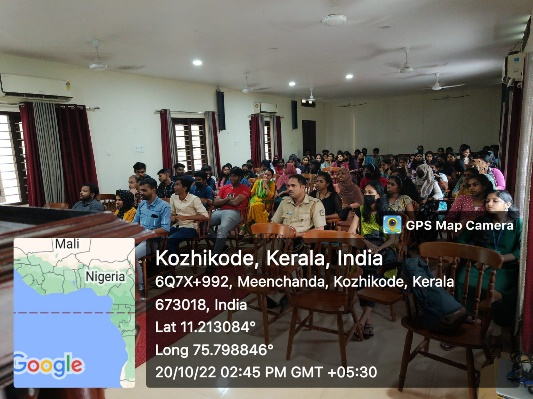 GPS Map Camera
Mali
Nigeria
Google
Kozhikode, Kerala, India
6Q7X+992, Meenchanda, Kozhikode, Kerala
673018, India
Lat 11.213084°
Long 75.798846°
20/10/22 02:45 PM GMT +05:30